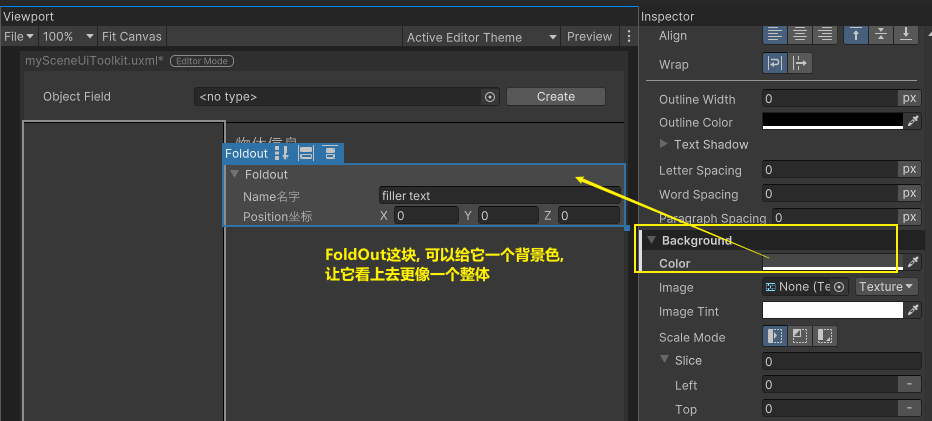 Viewport
File 100% Fit Canvas Active Editor Theme Preview
mySceneUiToolkit.uxml* Editor Mode
Object Field <no type> Create
物体信息
Foldout
Foldout
Name名字 filler text
Position坐标 X 0 Y 0 Z 0
FoldOut这块, 可以给它一个背景色,
让它看上去更像一个整体
Inspector
Align
Wrap
Outline Width 0 px
Outline Color
Text Shadow
Letter Spacing 0 px
Word Spacing 0 px
Paragraph Spacing 0 px
Background
Color
Image None (Te Texture
Image Tint
Scale Mode
Slice 0
Left 0 -
Top 0 -